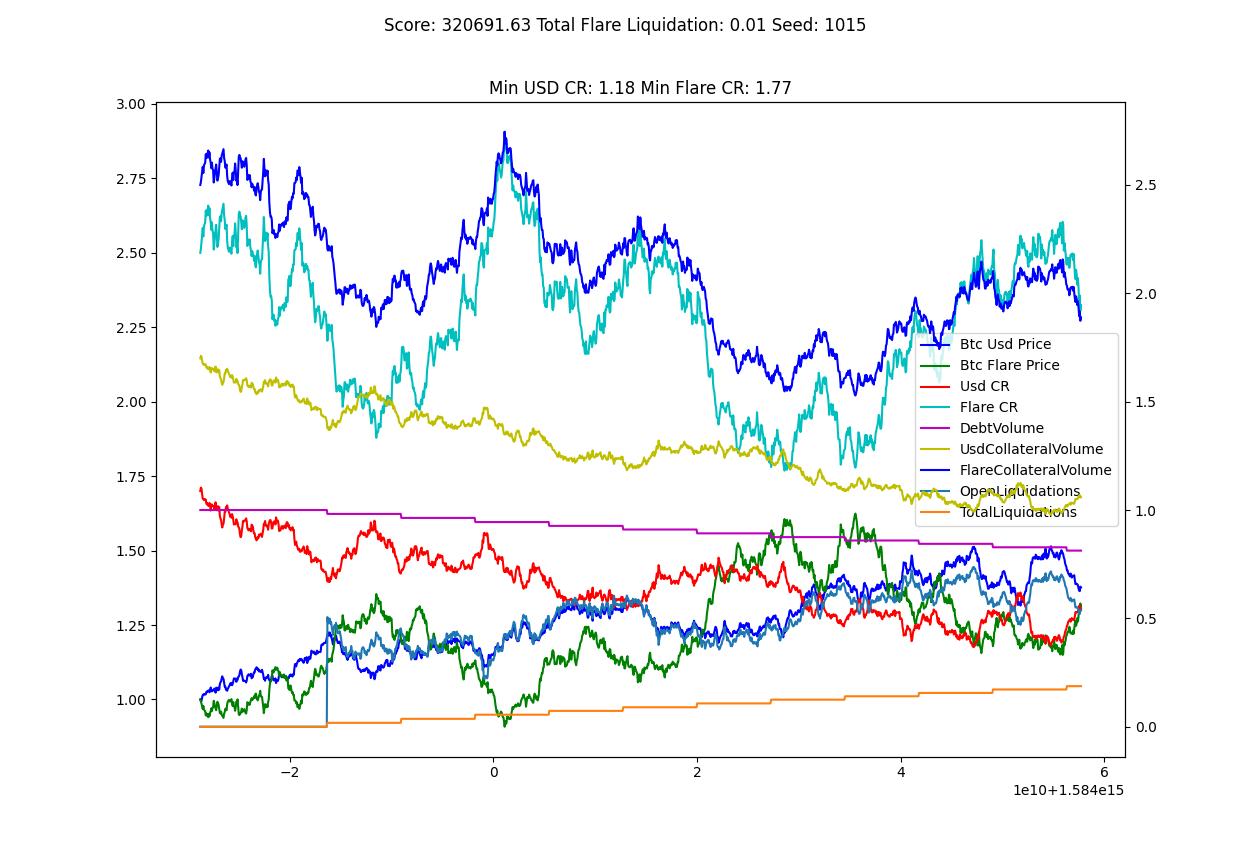 Score: 320691.63 Total Flare Liquidation: 0.01 Seed: 1015
Min USD CR: 1.18 Min Flare CR: 1.77
3.00
2.75
2.50
2.25
2.00
1.75
1.50
1.25
1.00
2.5
2.0
1.5
1.0
0.5
0.0
Btc Usd Price
Btc Flare Price
Usd CR
Flare CR
DebtVolume
UsdCollateralVolume
FlareCollateralVolume
OpenLiquidations
TotalLiquidations
−2 0 2 4 6
1e10+1.584e15